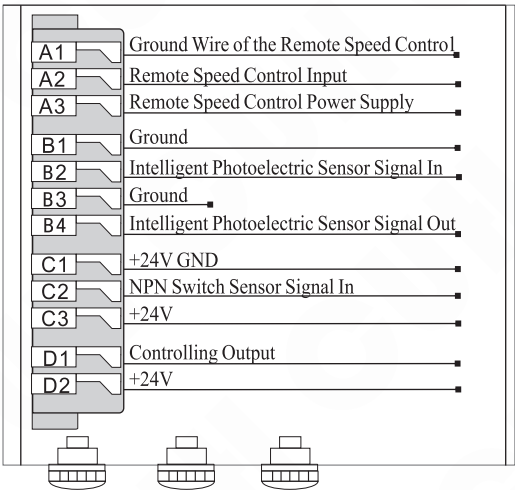 A1 Ground Wire of the Remote Speed Control
A2 Remote Speed Control Input
A3 Remote Speed Control Power Supply
B1 Ground
B2 Intelligent Photoelectric Sensor Signal In
B3 Ground
B4 Intelligent Photoelectric Sensor Signal Out
C1 +24V GND
C2 NPN Switch Sensor Signal In
C3 +24V
D1 Controlling Output
D2 +24V